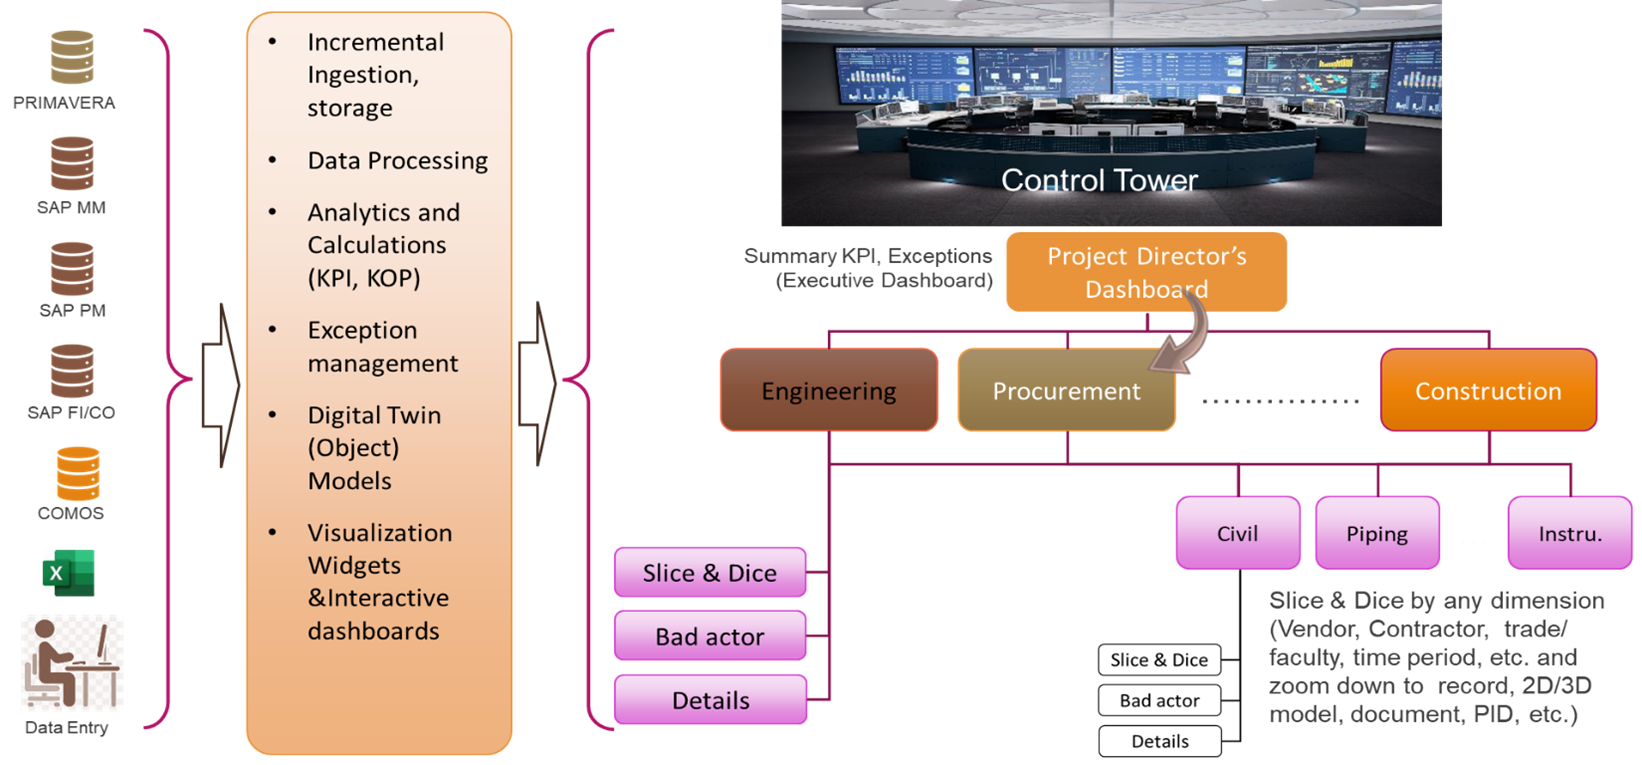 PRIMAVERA
SAP MM
SAP PM
SAP FI/CO
COMOS
X
Data Entry
• Incremental
Ingestion,
storage
• Data Processing
• Analytics and
Calculations
(KPI, KOP)
• Exception
management
• Digital Twin
(Object)
Models
• Visualization
Widgets
&Interactive
dashboards
Control Tower
Summary KPI, Exceptions
(Executive Dashboard)
Project Director’s
Dashboard
Engineering
Procurement
....................
Construction
Slice & Dice
Bad actor
Details
Civil
Piping
Instru.
Slice & Dice
Bad actor
Details
Slice & Dice by any dimension
(Vendor, Contractor, trade/
faculty, time period, etc. and
zoom down to record, 2D/3D
model, document, PID, etc.)